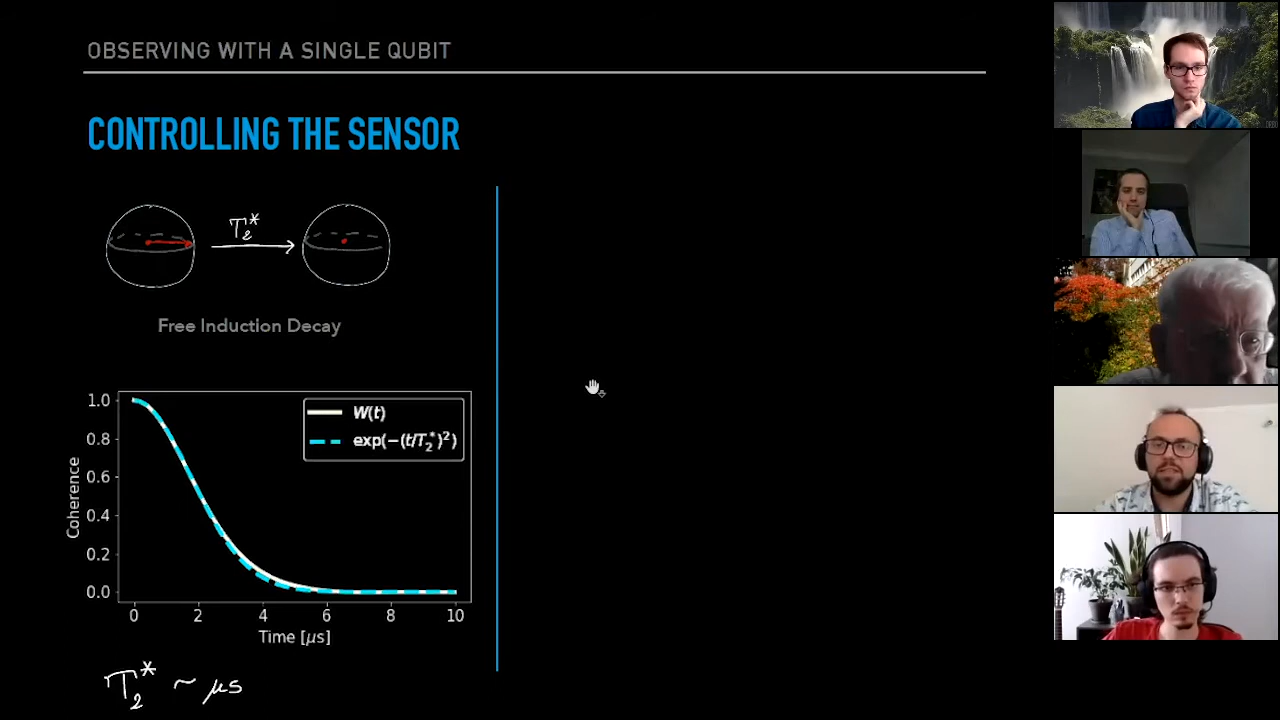 OBSERVING WITH A SINGLE QUBIT
CONTROLLING THE SENSOR
T₂*
Free Induction Decay
W(t)
exp(−(t/T₂*)²)
1.0
0.8
0.6
0.4
0.2
0.0
Coherence
0 2 4 6 8 10
Time [μs]
T₂* ~ μs